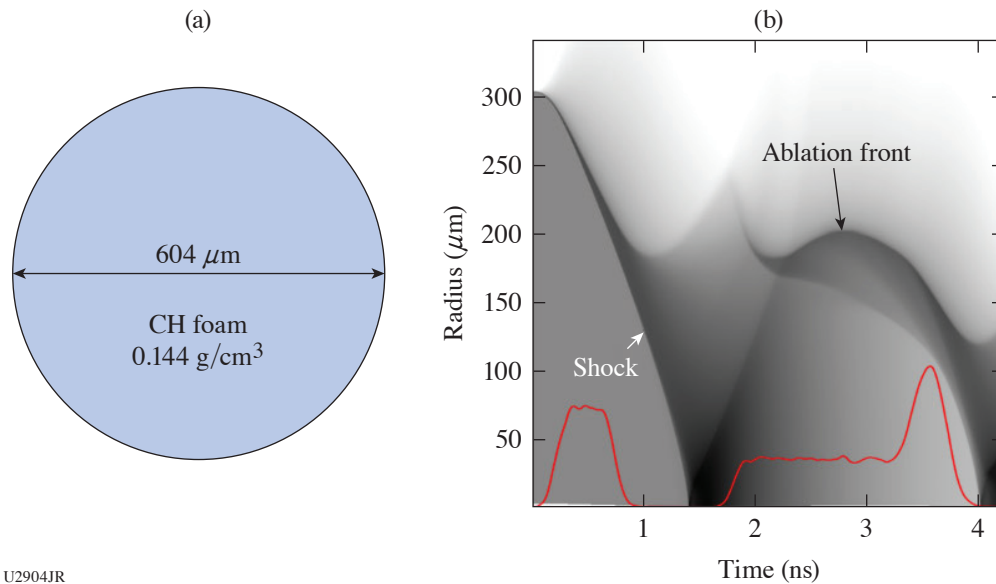 (a)
604 μm
CH foam
0.144 g/cm³
U2904JR
(b)
Radius (μm)
300
250
200
150
100
50
Ablation front
Shock
1
2
3
4
Time (ns)